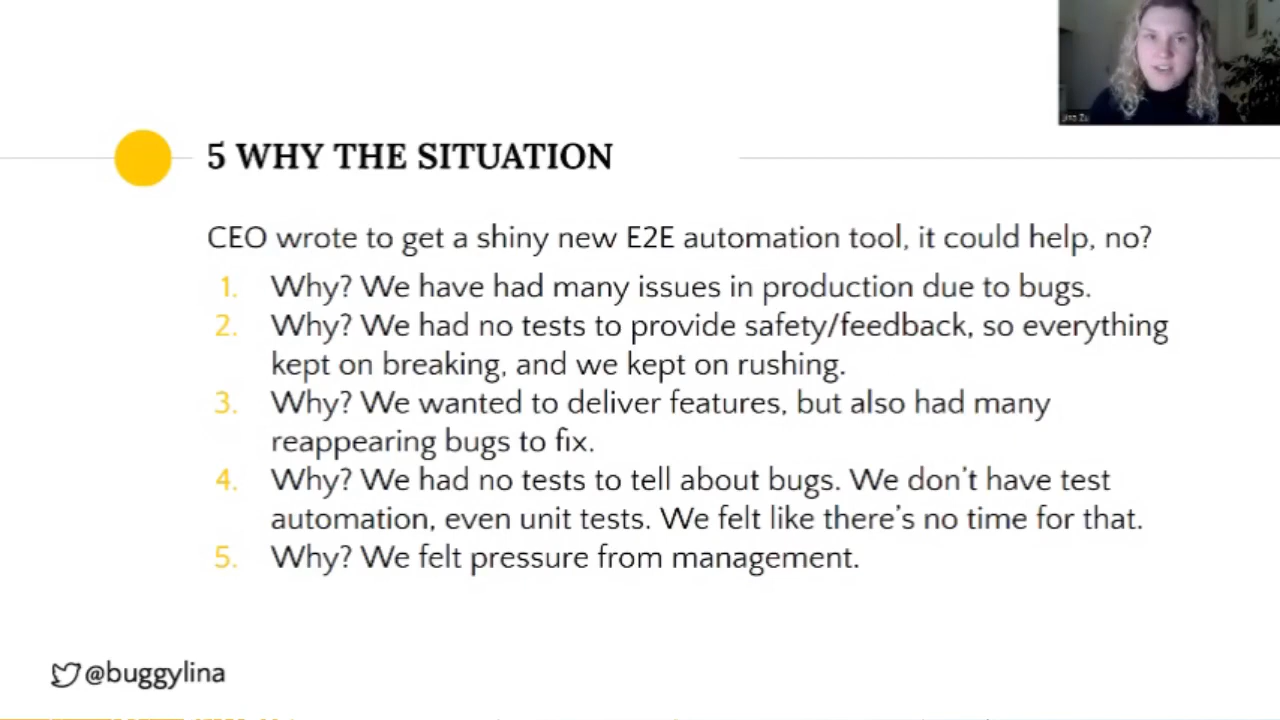 5 WHY THE SITUATION
CEO wrote to get a shiny new E2E automation tool, it could help, no?
1. Why? We have had many issues in production due to bugs.
2. Why? We had no tests to provide safety/feedback, so everything
kept on breaking, and we kept on rushing.
3. Why? We wanted to deliver features, but also had many
reappearing bugs to fix.
4. Why? We had no tests to tell about bugs. We don't have test
automation, even unit tests. We felt like there's no time for that.
5. Why? We felt pressure from management.
@buggylina